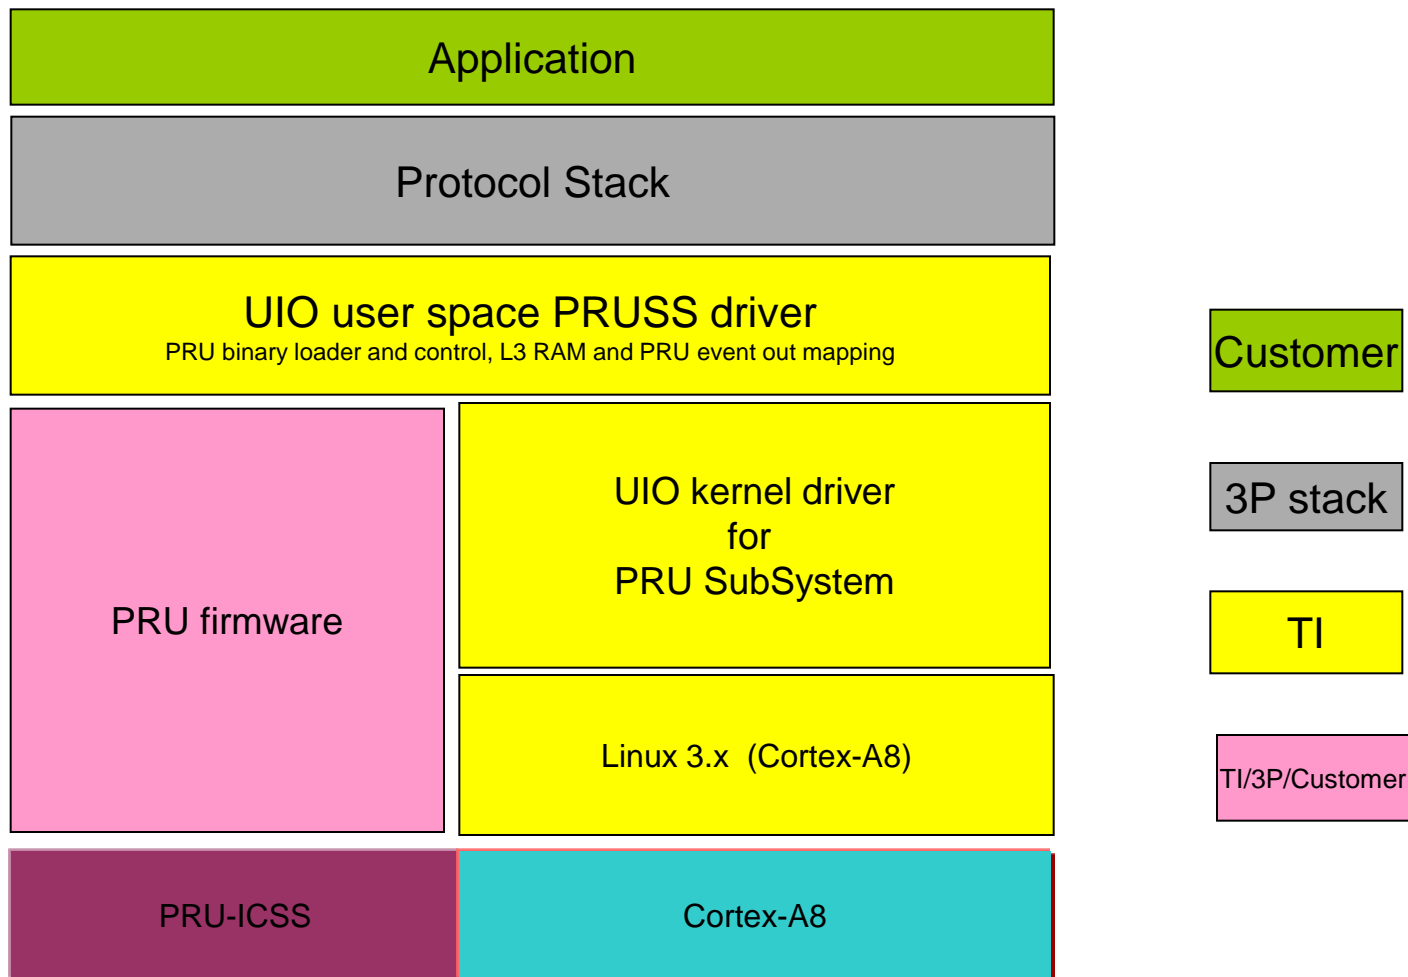 Application
Protocol Stack
UIO user space PRUSS driver
PRU binary loader and control, L3 RAM and PRU event out mapping
Customer
UIO kernel driver
for
PRU SubSystem
3P stack
PRU firmware
TI
Linux 3.x  (Cortex-A8)
TI/3P/Customer
PRU-ICSS
Cortex-A8